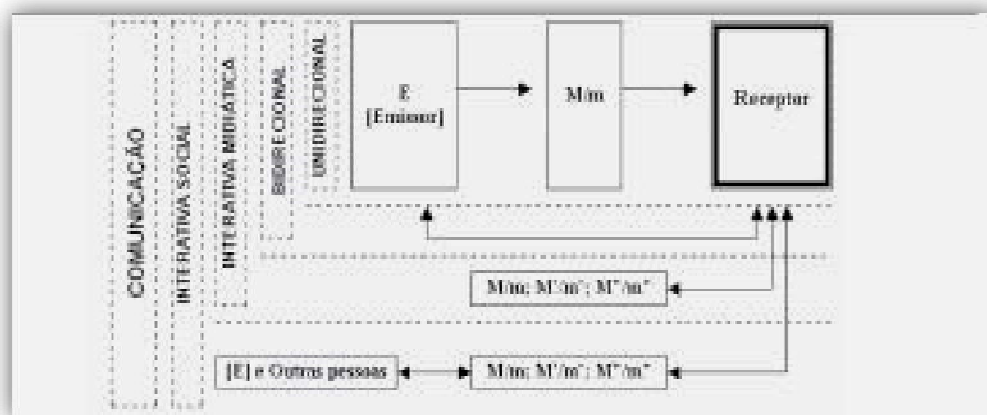 COMUNICAÇÃO
INTERATIVA SOCIAL
INTERATIVA MIDIÁTICA
BIDIRECIONAL
UNIDIRECIONAL
E
[Emissor]
M/m
Receptor
M/m; M'/m'; M''/m''
[E] e Outras pessoas
M/m; M'/m'; M''/m''